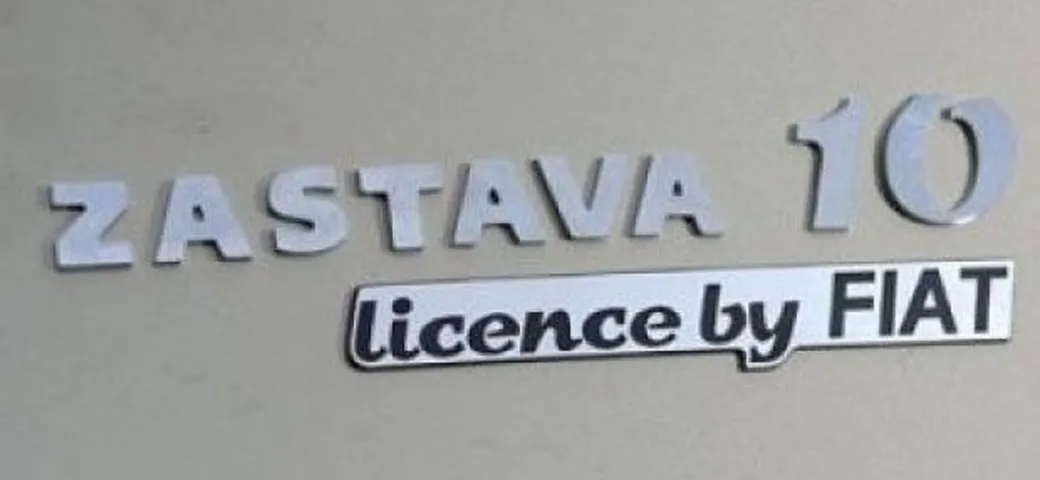 ZASTAVA 10
licence by FIAT